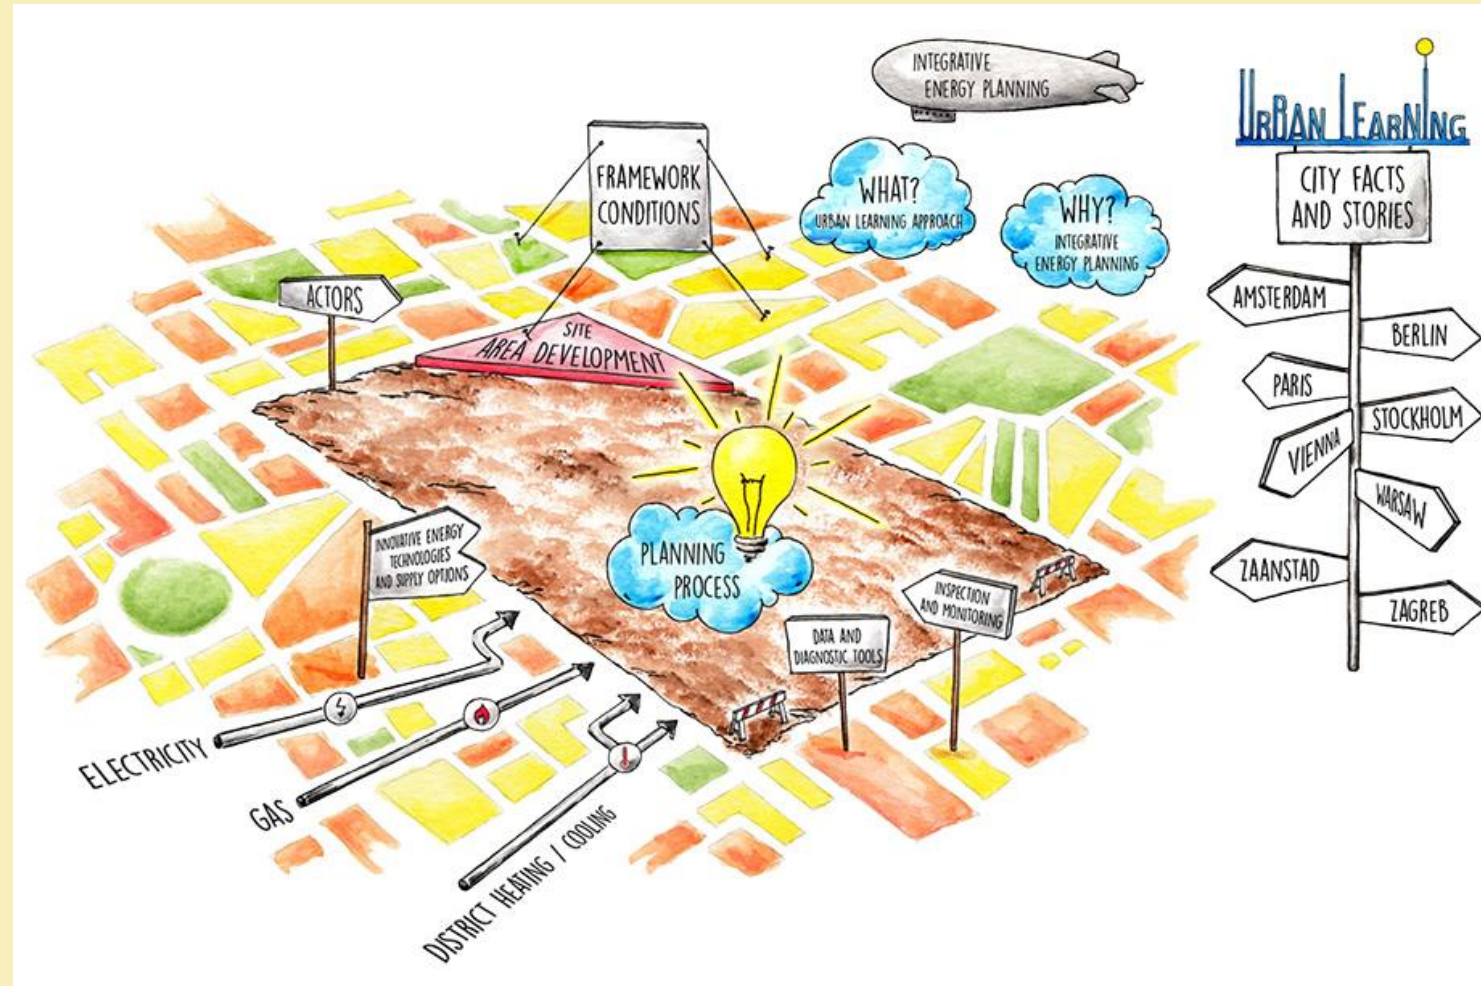 INTEGRATIVE
ENERGY PLANNING
URBAN LEARNING
CITY FACTS
AND STORIES
AMSTERDAM
BERLIN
PARIS
STOCKHOLM
VIENNA
WARSAW
ZAANSTAD
ZAGREB
FRAMEWORK
CONDITIONS
WHAT?
URBAN LEARNING APPROACH
WHY?
INTEGRATIVE
ENERGY PLANNING
ACTORS
SITE
AREA DEVELOPMENT
INNOVATIVE ENERGY
TECHNOLOGIES
AND SUPPLY OPTIONS
PLANNING
PROCESS
INSPECTION
AND MONITORING
DATA AND
DIAGNOSTIC TOOLS
ELECTRICITY
GAS
DISTRICT HEATING / COOLING